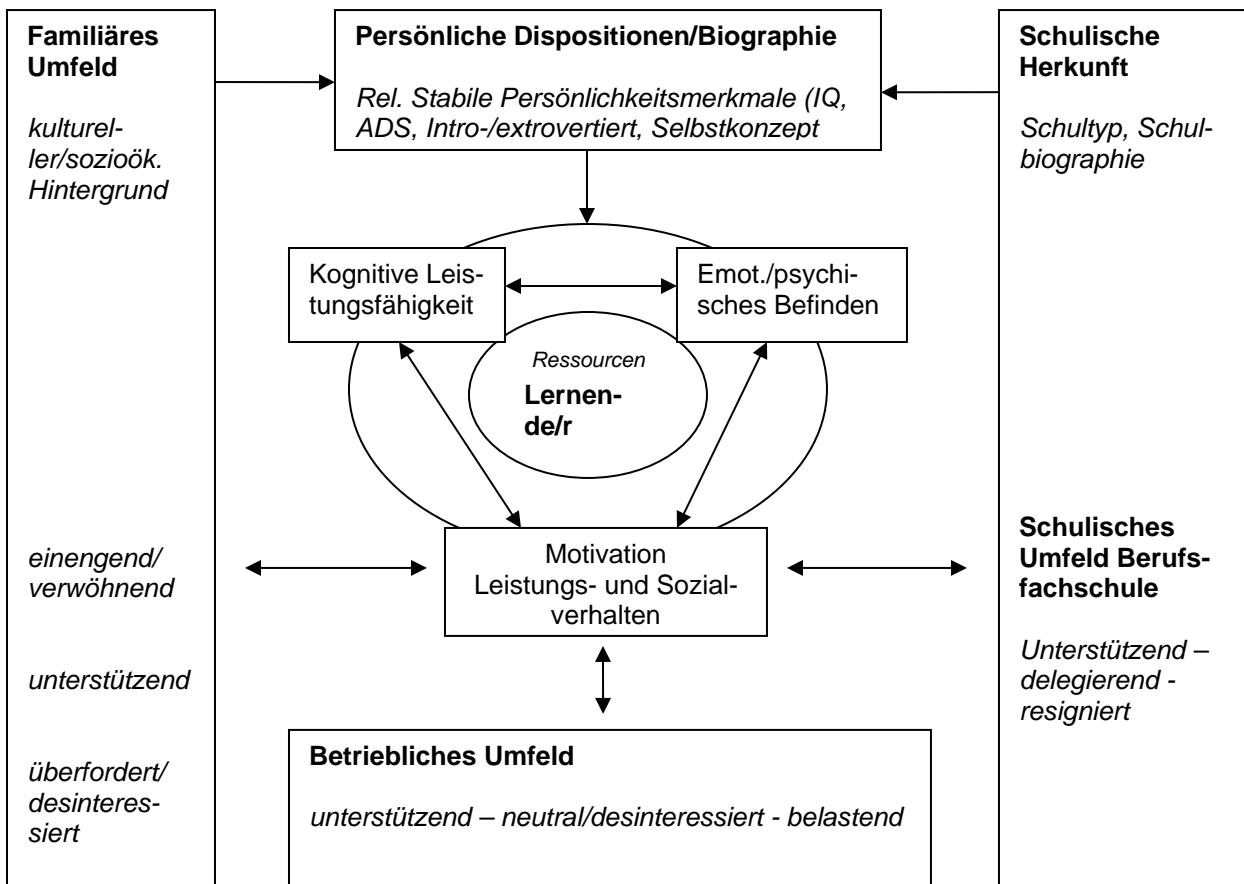 Familiäres
Umfeld
kulturel-
ler/sozioök.
Hintergrund
einengend/
verwöhnend
unterstützend
überfordert/
desinteres-
siert
Persönliche Dispositionen/Biographie
Rel. Stabile Persönlichkeitsmerkmale (IQ,
ADS, Intro-/extrovertiert, Selbstkonzept
Kognitive Leis-
tungsfähigkeit
Emot./psychi-
sches Befinden
Ressourcen
Lernen-
de/r
Motivation
Leistungs- und Sozial-
verhalten
Betriebliches Umfeld
unterstützend – neutral/desinteressiert - belastend
Schulische
Herkunft
Schultyp, Schul-
biographie
Schulisches
Umfeld Berufs-
fachschule
Unterstützend –
delegierend -
resigniert